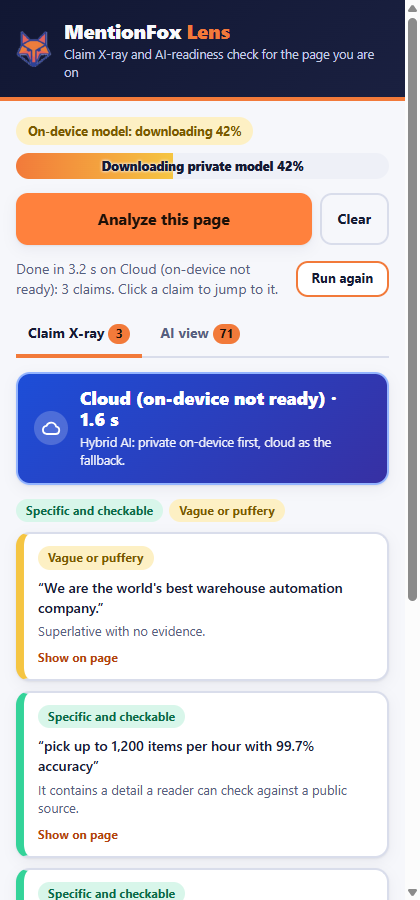 MentionFox Lens
Claim X-ray and AI-readiness check for the page you are
on
On-device model: downloading 42%
Downloading private model 42%
Analyze this page
Clear
Done in 3.2 s on Cloud (on-device not
ready): 3 claims. Click a claim to jump to it.
Run again
Claim X-ray 3
AI view 71
Cloud (on-device not ready) ·
1.6 s
Hybrid AI: private on-device first, cloud as the
fallback.
Specific and checkable
Vague or puffery
Vague or puffery
“We are the world's best warehouse automation
company.”
Superlative with no evidence.
Show on page
Specific and checkable
“pick up to 1,200 items per hour with 99.7%
accuracy”
It contains a detail a reader can check against a public
source.
Show on page
Specific and checkable